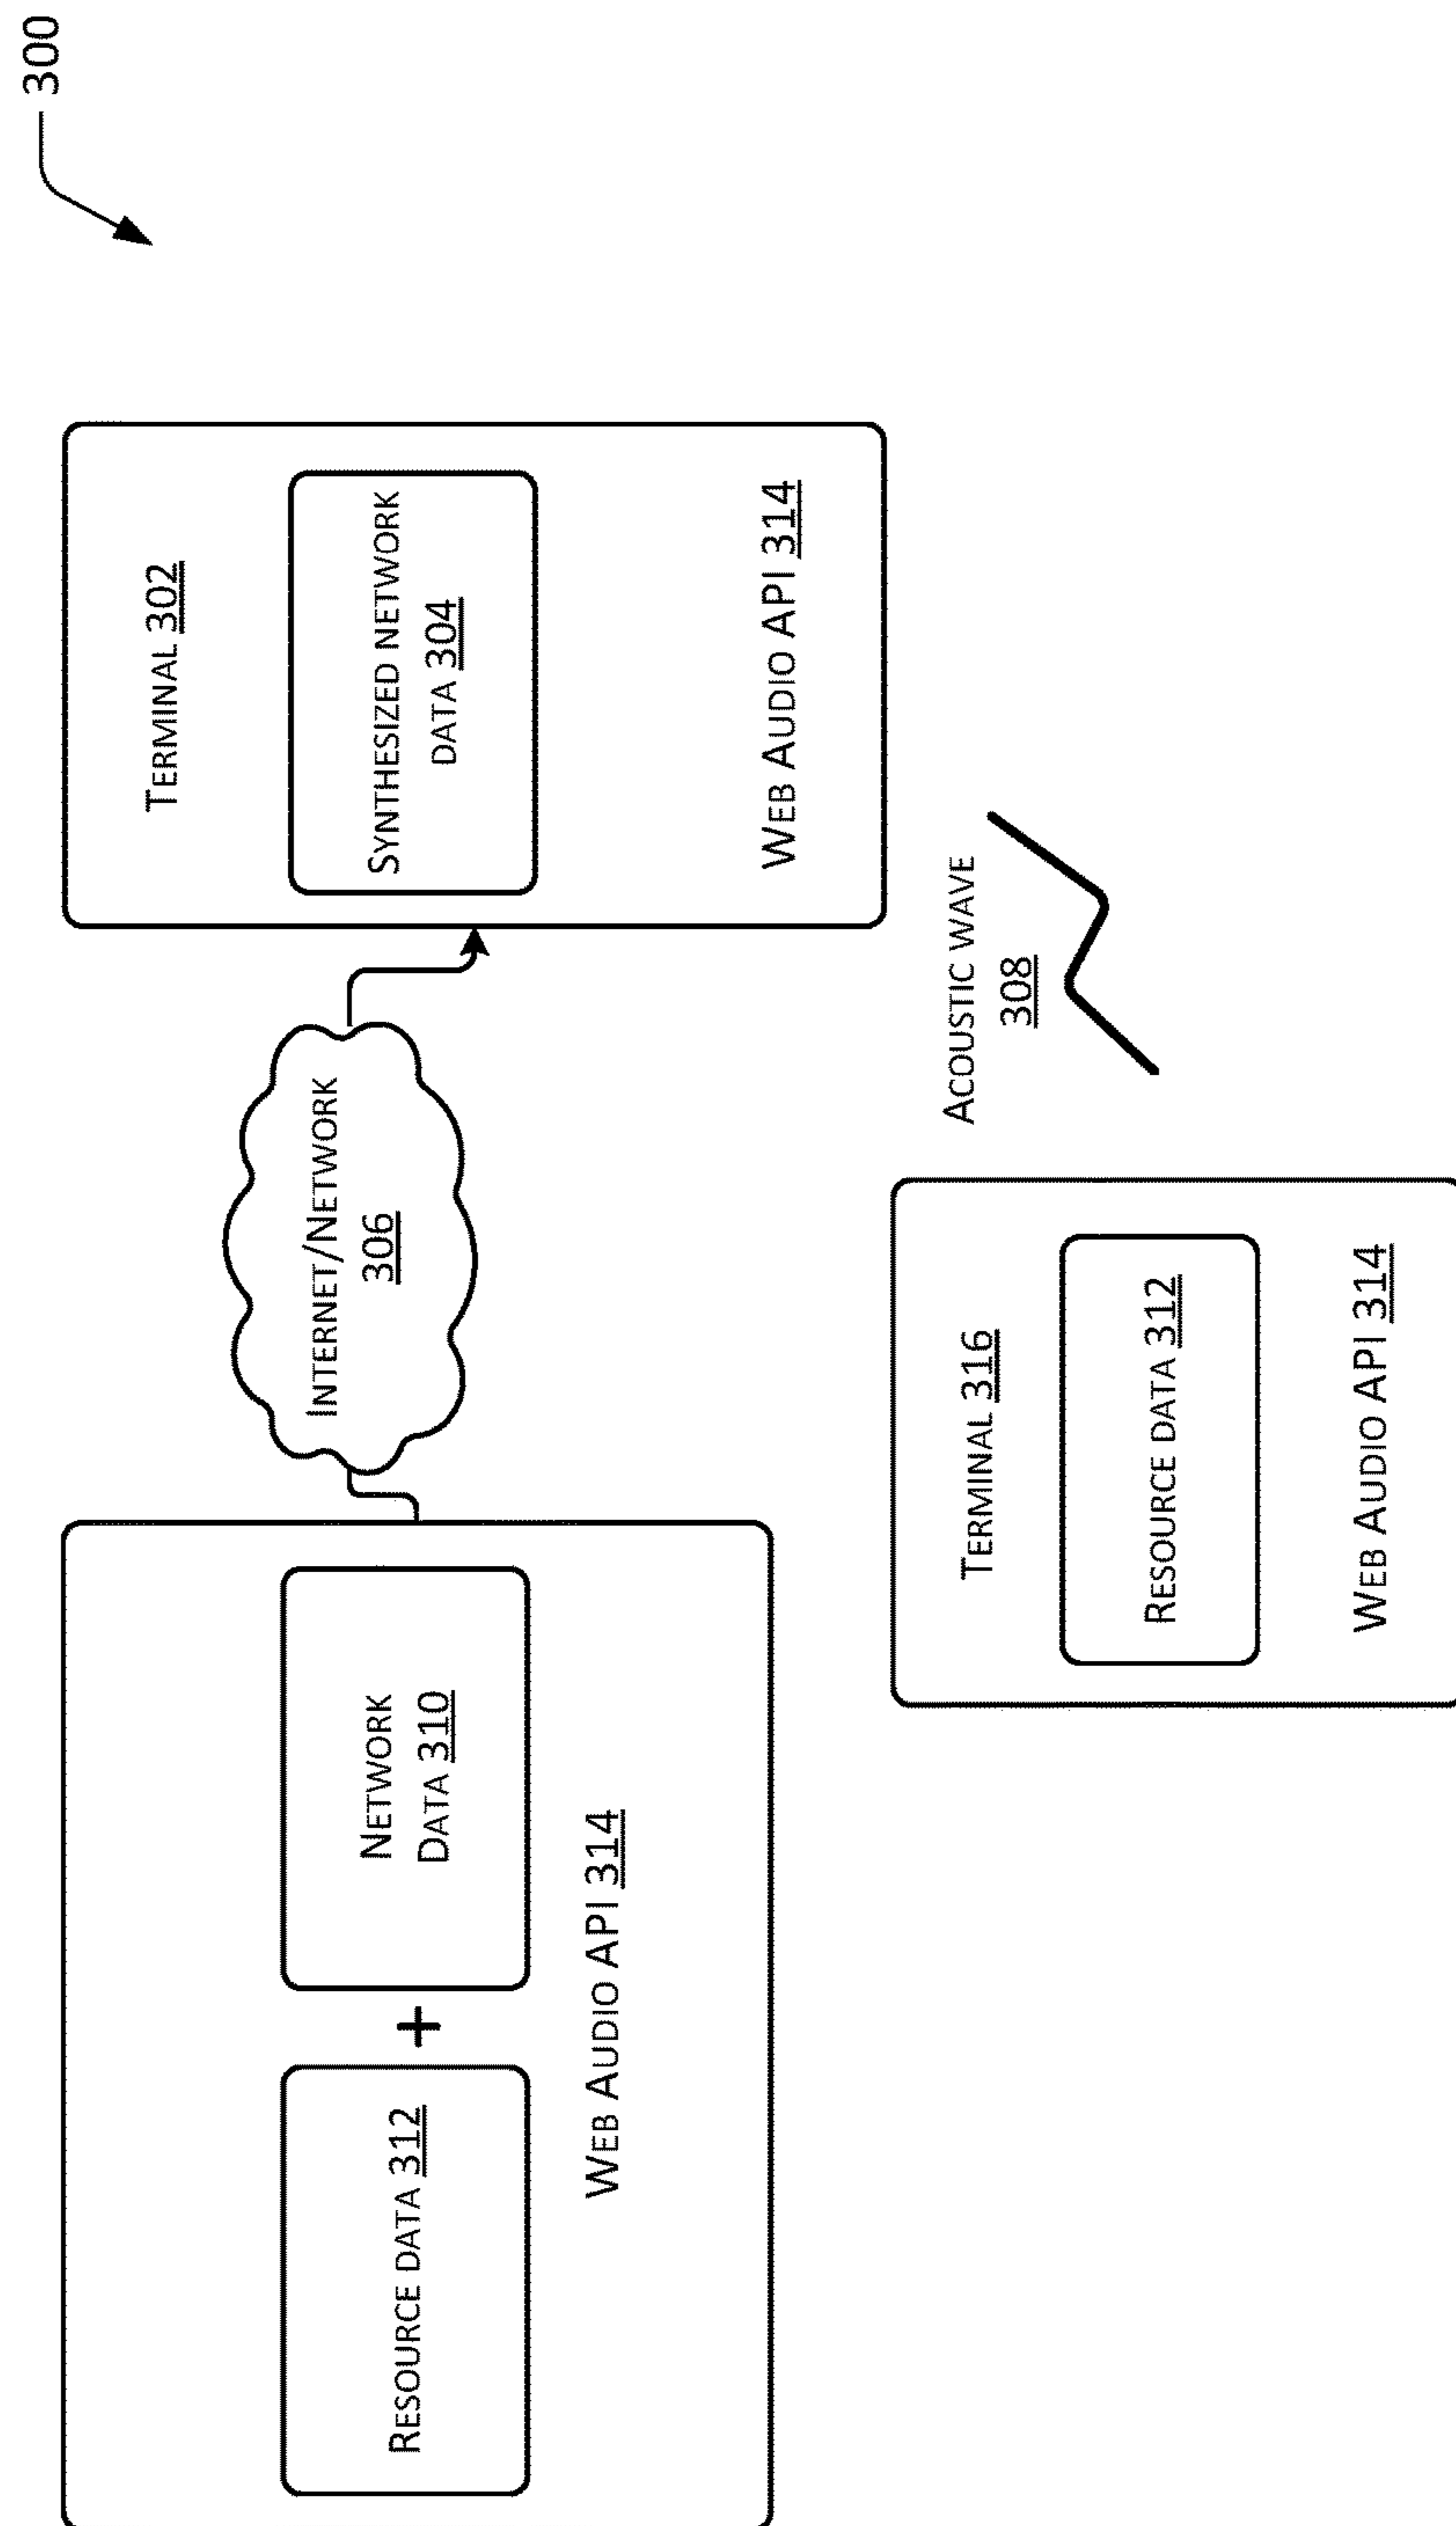 300
RESOURCE DATA 312
+
NETWORK
DATA 310
WEB AUDIO API 314
INTERNET/NETWORK
306
TERMINAL 302
SYNTHESIZED NETWORK
DATA 304
WEB AUDIO API 314
ACOUSTIC WAVE
308
TERMINAL 316
RESOURCE DATA 312
WEB AUDIO API 314